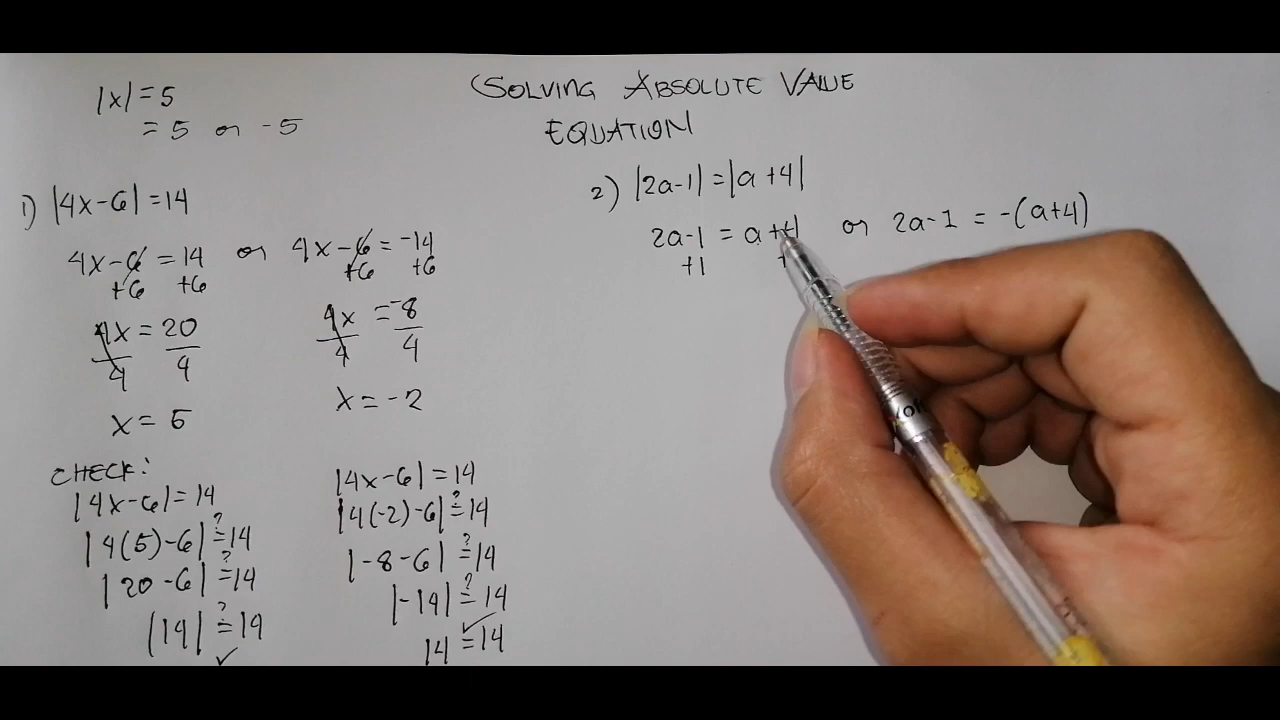 |x| = 5
= 5 or -5
SOLVING ABSOLUTE VALUE
EQUATION
1) |4x-6| = 14
4x-6 = 14 or 4x-6 = -14
+6 +6 +6 +6
4x = 20
4 4
4x = -8
4 4
x = 5
x = -2
CHECK:
|4x-6| = 14
|4(5)-6| ≟ 14
|20-6| ≟ 14
|14| ≟ 14
✓
|4x-6| = 14
|4(-2)-6| ≟ 14
|-8-6| ≟ 14
|-14| ≟ 14
14 = 14 ✓
2) |2a-1| = |a+4|
2a-1 = a+4 or 2a-1 = -(a+4)
+1 +